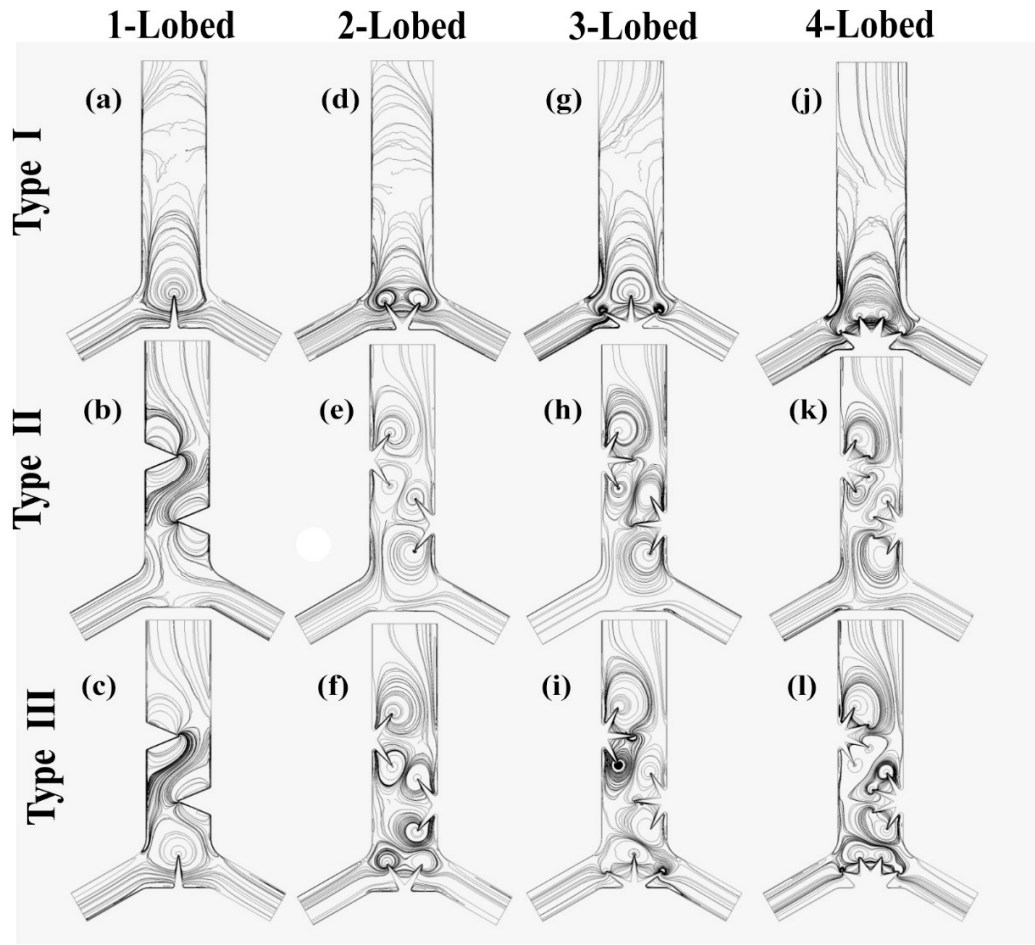 1-Lobed 2-Lobed 3-Lobed 4-Lobed
Type I
(a) (d) (g) (j)
Type II
(b) (e) (h) (k)
Type III
(c) (f) (i) (l)